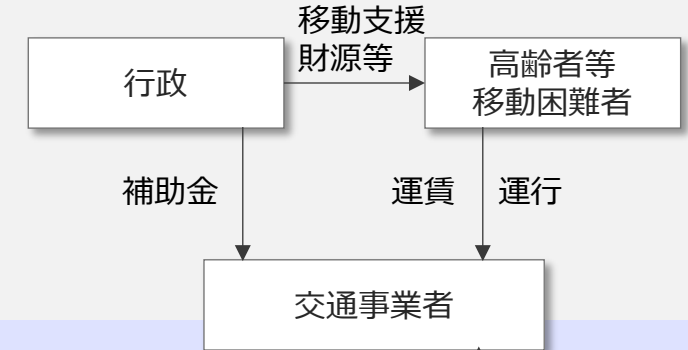 移動支援
財源等
行政
高齢者等
移動困難者
補助金
運賃
運行
交通事業者